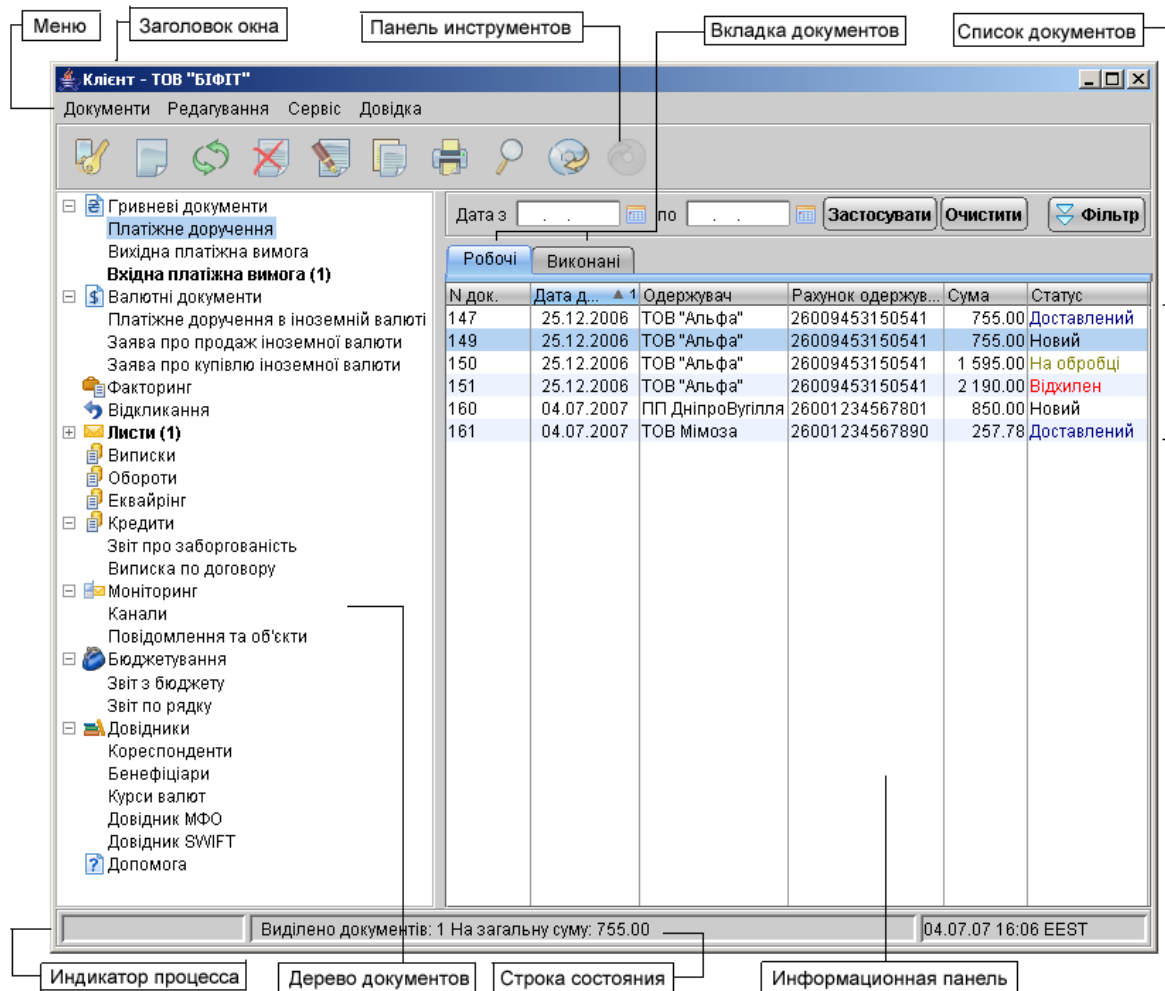 Меню
Заголовок окна
Панель инструментов
Вкладка документов
Список документов
Клієнт - ТОВ "БІФІТ"
Документи Редагування Сервіс Довідка
Гривневі документи
Платіжне доручення
Вихідна платіжна вимога
Вхідна платіжна вимога (1)
Валютні документи
Платіжне доручення в іноземній валюті
Заява про продаж іноземної валюти
Заява про купівлю іноземної валюти
Факторинг
Відкликання
Листи (1)
Виписки
Обороти
Еквайрінг
Кредити
Звіт про заборгованість
Виписка по договору
Моніторинг
Канали
Повідомлення та об'єкти
Бюджетування
Звіт з бюджету
Звіт по рядку
Довідники
Кореспонденти
Бенефіціари
Курси валют
Довідник МФО
Довідник SWIFT
Допомога
Дата з . . по . . Застосувати Очистити Фільтр
Робочі Виконані
N док. Дата д... 1 Одержувач Рахунок одержув... Сума Статус
147 25.12.2006 ТОВ "Альфа" 26009453150541 755.00 Доставлений
149 25.12.2006 ТОВ "Альфа" 26009453150541 755.00 Новий
150 25.12.2006 ТОВ "Альфа" 26009453150541 1 595.00 На обробці
151 25.12.2006 ТОВ "Альфа" 26009453150541 2 190.00 Відхилен
160 04.07.2007 ПП ДніпроВугілля 26001234567801 850.00 Новий
161 04.07.2007 ТОВ Мімоза 26001234567890 257.78 Доставлений
Виділено документів: 1 На загальну суму: 755.00
04.07.07 16:06 EEST
Индикатор процесса
Дерево документов
Строка состояния
Информационная панель